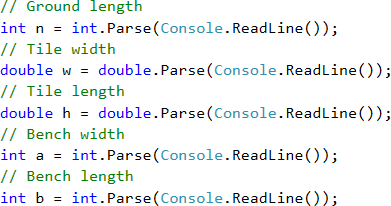 // Ground length
int n = int.Parse(Console.ReadLine());
// Tile width
double w = double.Parse(Console.ReadLine());
// Tile length
double h = double.Parse(Console.ReadLine());
// Bench width
int a = int.Parse(Console.ReadLine());
// Bench length
int b = int.Parse(Console.ReadLine());